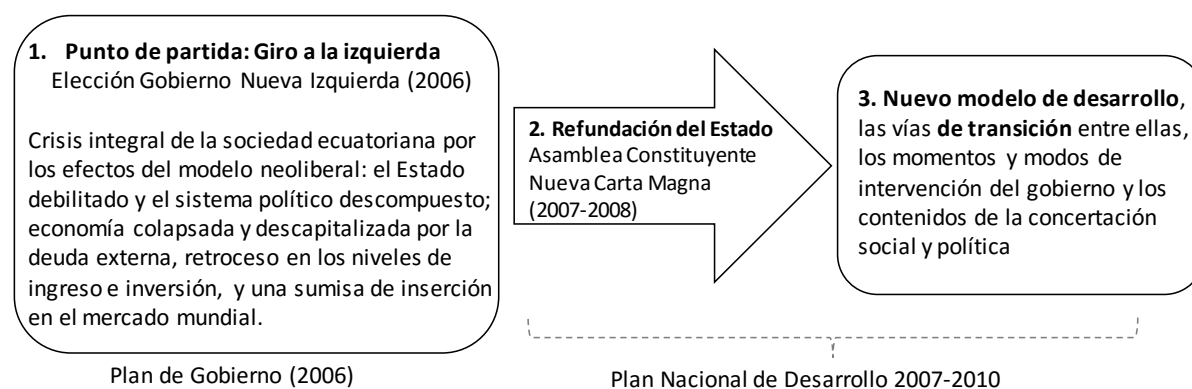 1. Punto de partida: Giro a la izquierda
Elección Gobierno Nueva Izquierda (2006)
Crisis integral de la sociedad ecuatoriana por
los efectos del modelo neoliberal: el Estado
debilitado y el sistema político descompuesto;
economía colapsada y descapitalizada por la
deuda externa, retroceso en los niveles de
ingreso e inversión, y una sumisa de inserción
en el mercado mundial.
Plan de Gobierno (2006)
2. Refundación del Estado
Asamblea Constituyente
Nueva Carta Magna
(2007-2008)
3. Nuevo modelo de desarrollo,
las vías de transición entre ellas,
los momentos y modos de
intervención del gobierno y los
contenidos de la concertación
social y política
Plan Nacional de Desarrollo 2007-2010